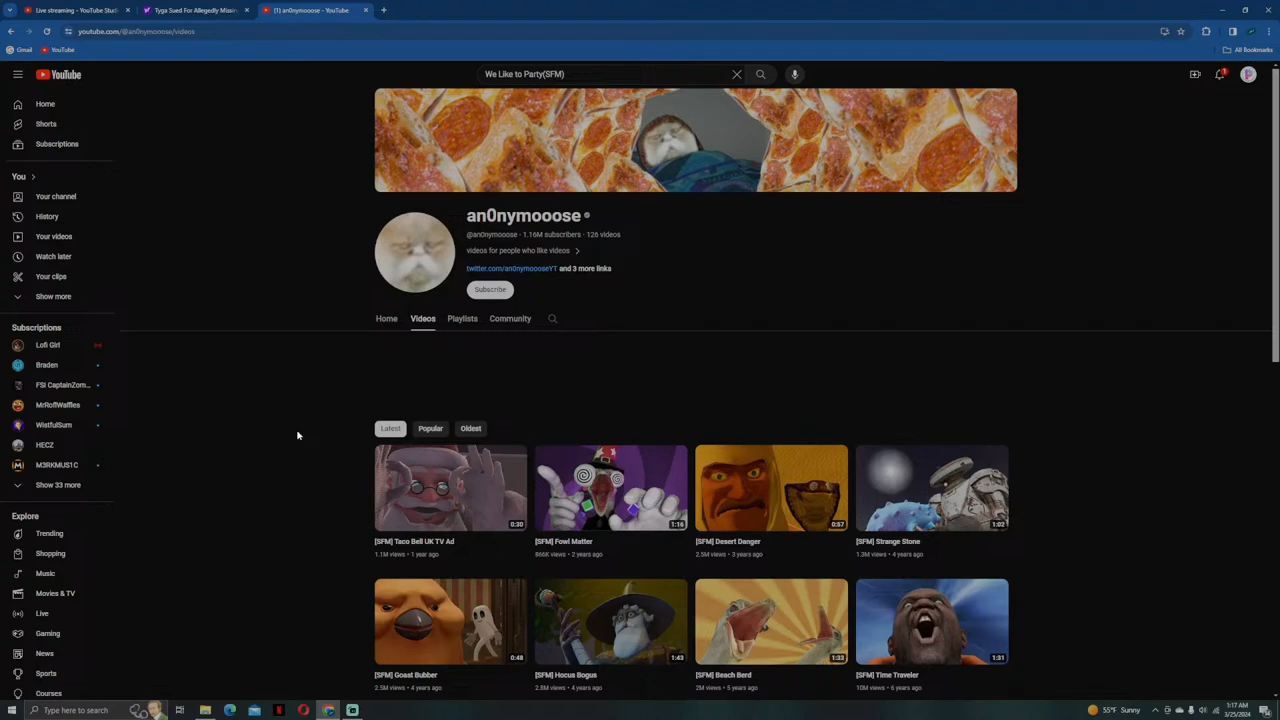 Live streaming - YouTube Stud
Tyga Sued For Allegedly Missin
(1) an0nymooose - YouTube
youtube.com/@an0nymooose/videos
Gmail
YouTube
All Bookmarks
YouTube
We Like to Party(SFM)
Home
Shorts
Subscriptions
You
Your channel
History
Your videos
Watch later
Your clips
Show more
Subscriptions
Lofi Girl
Braden
FSI CaptainZom...
MrRoflWaffles
WistfulSum
HECZ
M3RKMUS1C
Show 33 more
Explore
Trending
Shopping
Music
Movies & TV
Live
Gaming
News
Sports
Courses
an0nymooose
@an0nymooose · 1.16M subscribers · 126 videos
videos for people who like videos
twitter.com/an0nymoooseYT and 3 more links
Subscribe
Home Videos Playlists Community
Latest Popular Oldest
0:30
1:16
0:57
1:02
[SFM] Taco Bell UK TV Ad
1.1M views • 1 year ago
[SFM] Fowl Matter
866K views • 2 years ago
[SFM] Desert Danger
2.5M views • 3 years ago
[SFM] Strange Stone
1.3M views • 4 years ago
0:48
1:43
1:33
1:31
[SFM] Goast Bubber
2.5M views • 4 years ago
[SFM] Hocus Bogus
2.8M views • 4 years ago
[SFM] Beach Berd
2M views • 5 years ago
[SFM] Time Traveler
10M views • 6 years ago
Type here to search
55°F Sunny
1:17 AM
3/25/2024